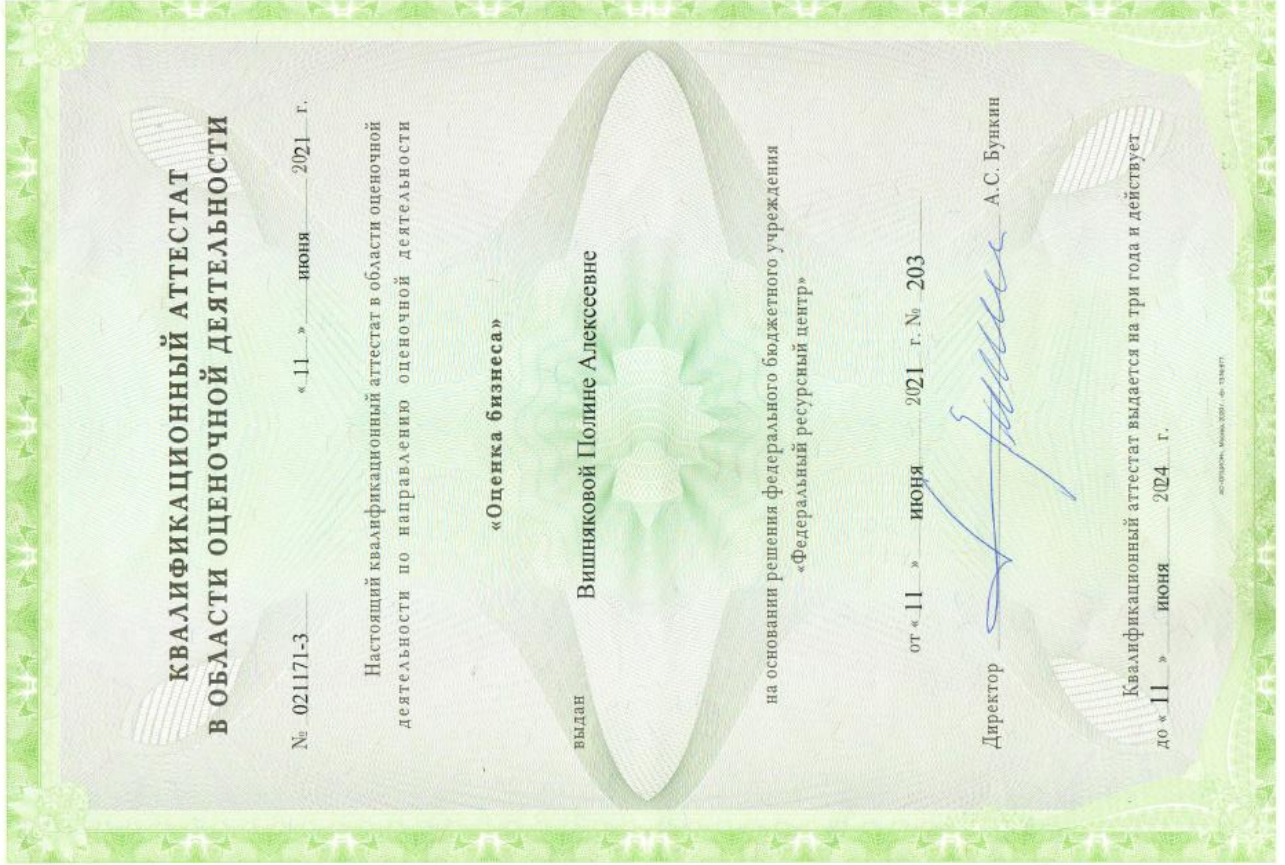 КВАЛИФИКАЦИОННЫЙ АТТЕСТАТ
В ОБЛАСТИ ОЦЕНОЧНОЙ ДЕЯТЕЛЬНОСТИ
№ 021171-3 « 11 » июня 2021 г.
Настоящий квалификационный аттестат в области оценочной
деятельности по направлению оценочной деятельности
«Оценка бизнеса»
выдан Вишняковой Полине Алексеевне
на основании решения федерального бюджетного учреждения
«Федеральный ресурсный центр»
от « 11 » июня 2021 г. № 203
Директор А.С. Бункин
Квалификационный аттестат выдается на три года и действует
до « 11 » июня 2024 г.